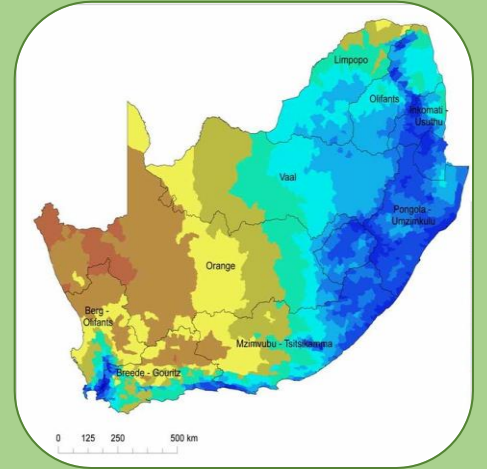 Limpopo
Olifants
Inkomati -
Usuthu
Vaal
Pongola -
Umzimkulu
Orange
Berg -
Olifants
Mzimvubu - Tsitsikamma
Breede - Gouritz
0 125 250 500 km